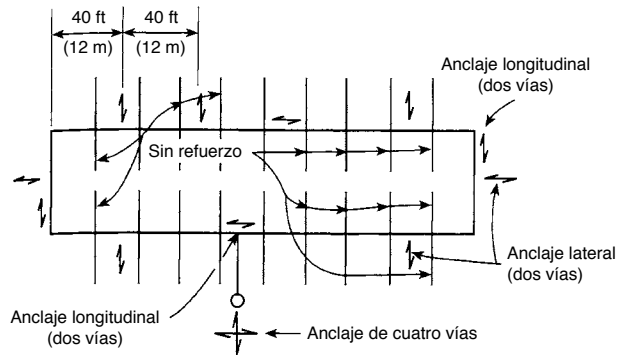 40 ft
(12 m)
40 ft
(12 m)
Anclaje longitudinal
(dos vías)
Sin refuerzo
Anclaje lateral
(dos vías)
Anclaje longitudinal
(dos vías)
Anclaje de cuatro vías